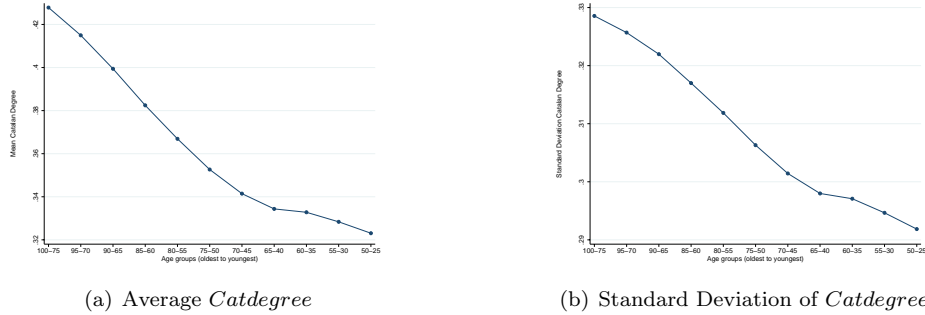 Mean Catalan Degree
.42
.4
.38
.36
.34
.32
100–75 95–70 90–65 85–60 80–55 75–50 70–45 65–40 60–35 55–30 50–25
Age groups (oldest to youngest)
(a) Average Catdegree
Standard Deviation Catalan Degree
.33
.32
.31
.3
.29
100–75 95–70 90–65 85–60 80–55 75–50 70–45 65–40 60–35 55–30 50–25
Age groups (oldest to youngest)
(b) Standard Deviation of Catdegree